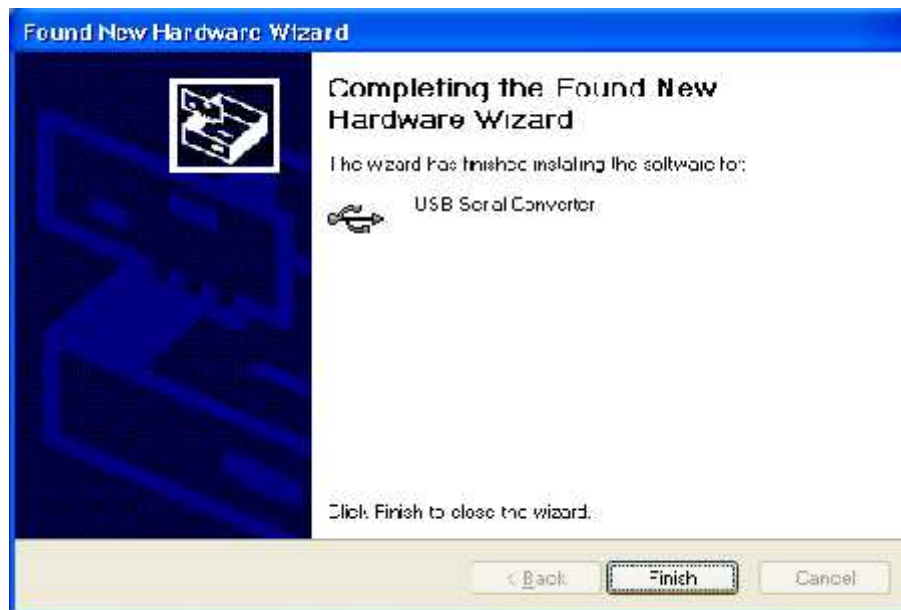 Found New Hardware Wizard
Completing the Found New
Hardware Wizard
The wizard has finished installing the software for:
USB Serial Converter
Click Finish to close the wizard.
< Back
Finish
Cancel